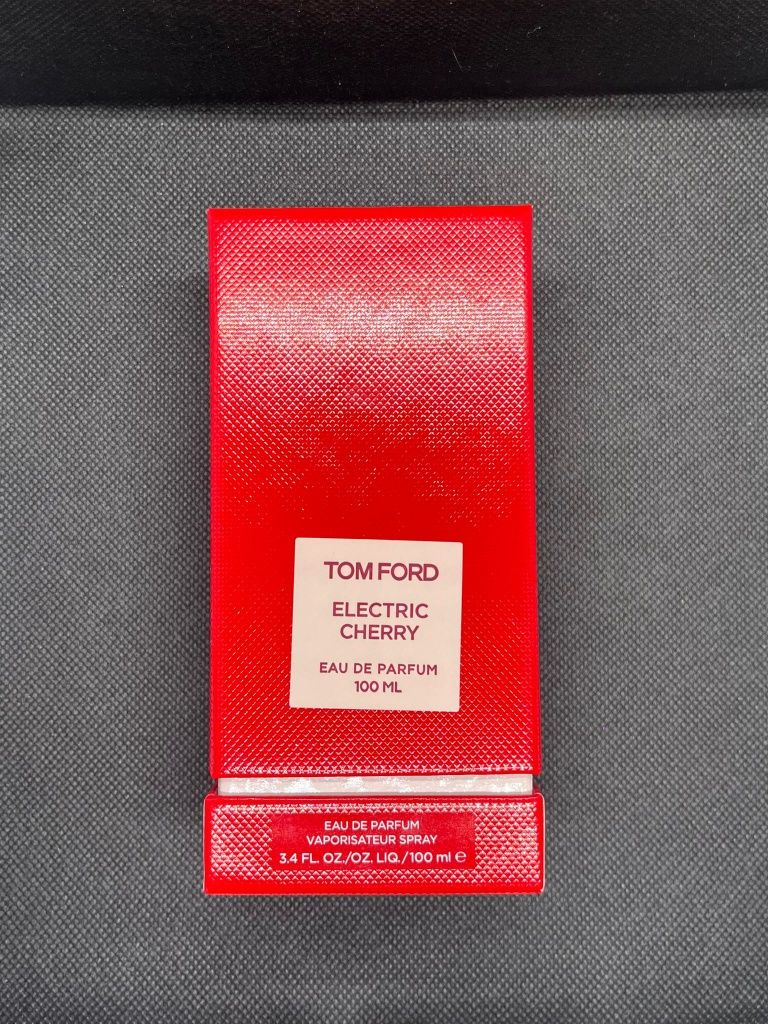 TOM FORD
ELECTRIC
CHERRY
EAU DE PARFUM
100 ML
EAU DE PARFUM
VAPORISATEUR SPRAY
3.4 FL. OZ./OZ. LIQ./100 ml ℮